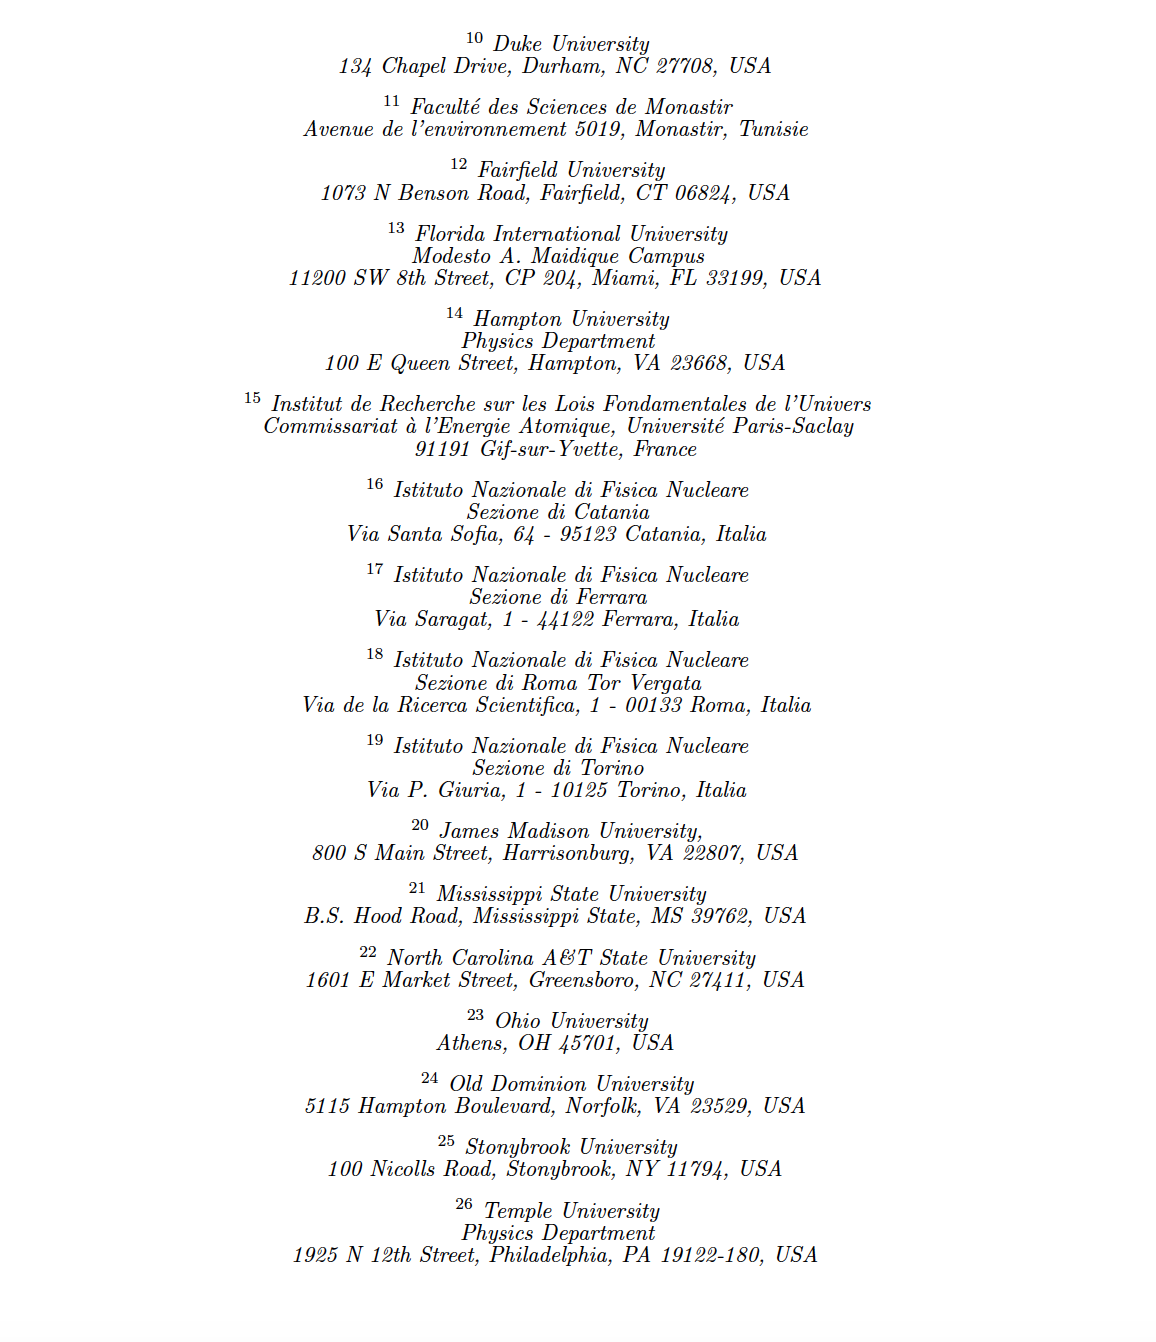 10 Duke University
134 Chapel Drive, Durham, NC 27708, USA
11 Faculté des Sciences de Monastir
Avenue de l'environnement 5019, Monastir, Tunisie
12 Fairfield University
1073 N Benson Road, Fairfield, CT 06824, USA
13 Florida International University
Modesto A. Maidique Campus
11200 SW 8th Street, CP 204, Miami, FL 33199, USA
14 Hampton University
Physics Department
100 E Queen Street, Hampton, VA 23668, USA
15 Institut de Recherche sur les Lois Fondamentales de l'Univers
Commissariat à l'Energie Atomique, Université Paris-Saclay
91191 Gif-sur-Yvette, France
16 Istituto Nazionale di Fisica Nucleare
Sezione di Catania
Via Santa Sofia, 64 - 95123 Catania, Italia
17 Istituto Nazionale di Fisica Nucleare
Sezione di Ferrara
Via Saragat, 1 - 44122 Ferrara, Italia
18 Istituto Nazionale di Fisica Nucleare
Sezione di Roma Tor Vergata
Via de la Ricerca Scientifica, 1 - 00133 Roma, Italia
19 Istituto Nazionale di Fisica Nucleare
Sezione di Torino
Via P. Giuria, 1 - 10125 Torino, Italia
20 James Madison University,
800 S Main Street, Harrisonburg, VA 22807, USA
21 Mississippi State University
B.S. Hood Road, Mississippi State, MS 39762, USA
22 North Carolina A&T State University
1601 E Market Street, Greensboro, NC 27411, USA
23 Ohio University
Athens, OH 45701, USA
24 Old Dominion University
5115 Hampton Boulevard, Norfolk, VA 23529, USA
25 Stonybrook University
100 Nicolls Road, Stonybrook, NY 11794, USA
26 Temple University
Physics Department
1925 N 12th Street, Philadelphia, PA 19122-180, USA